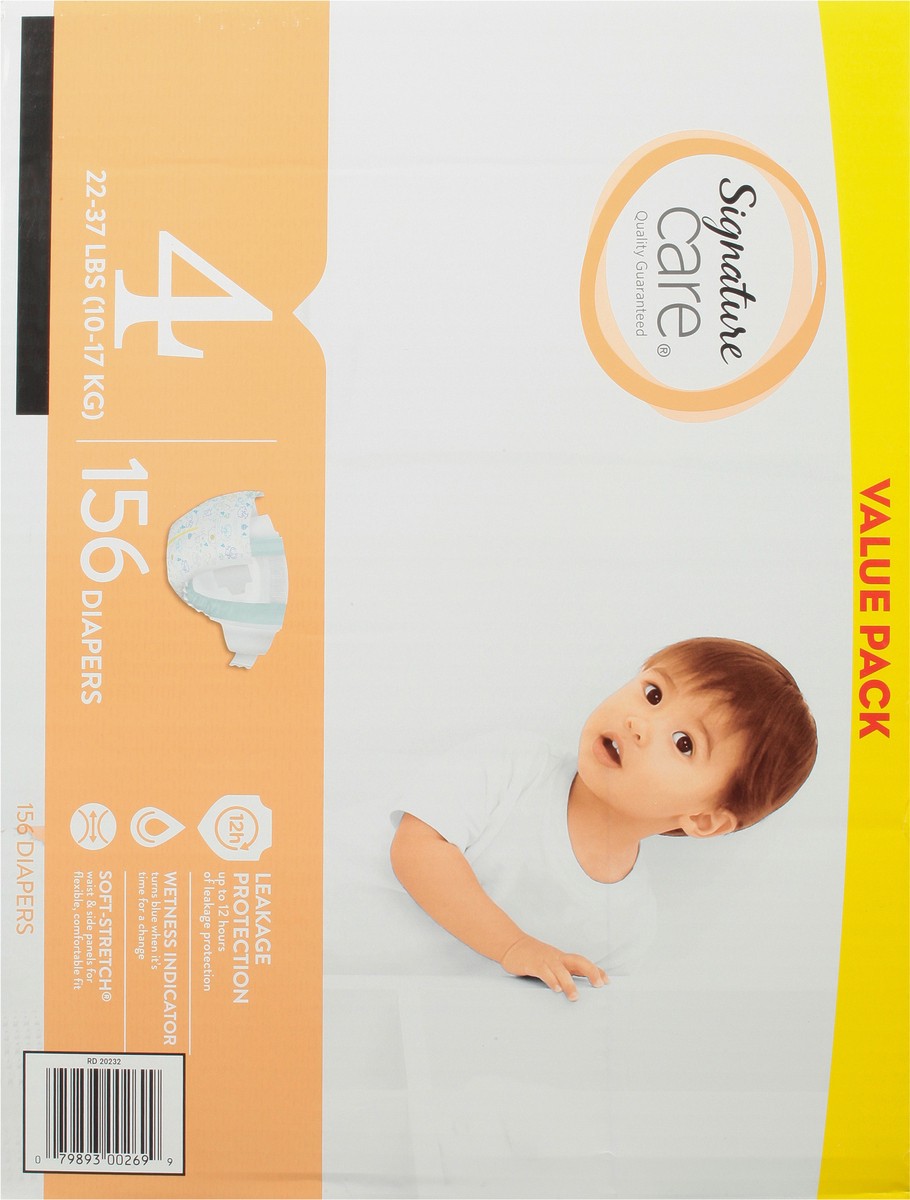 VALUE PACK
Signature
care®
Quality Guaranteed
4
22-37 LBS (10-17 KG)
156 DIAPERS
12h
LEAKAGE
PROTECTION
up to 12 hours
of leakage protection
WETNESS INDICATOR
turns blue when it's
time for a change
SOFT-STRETCH®
waist & side panels for
flexible, comfortable fit
156 DIAPERS
RD 20232
0 79893 00269 9